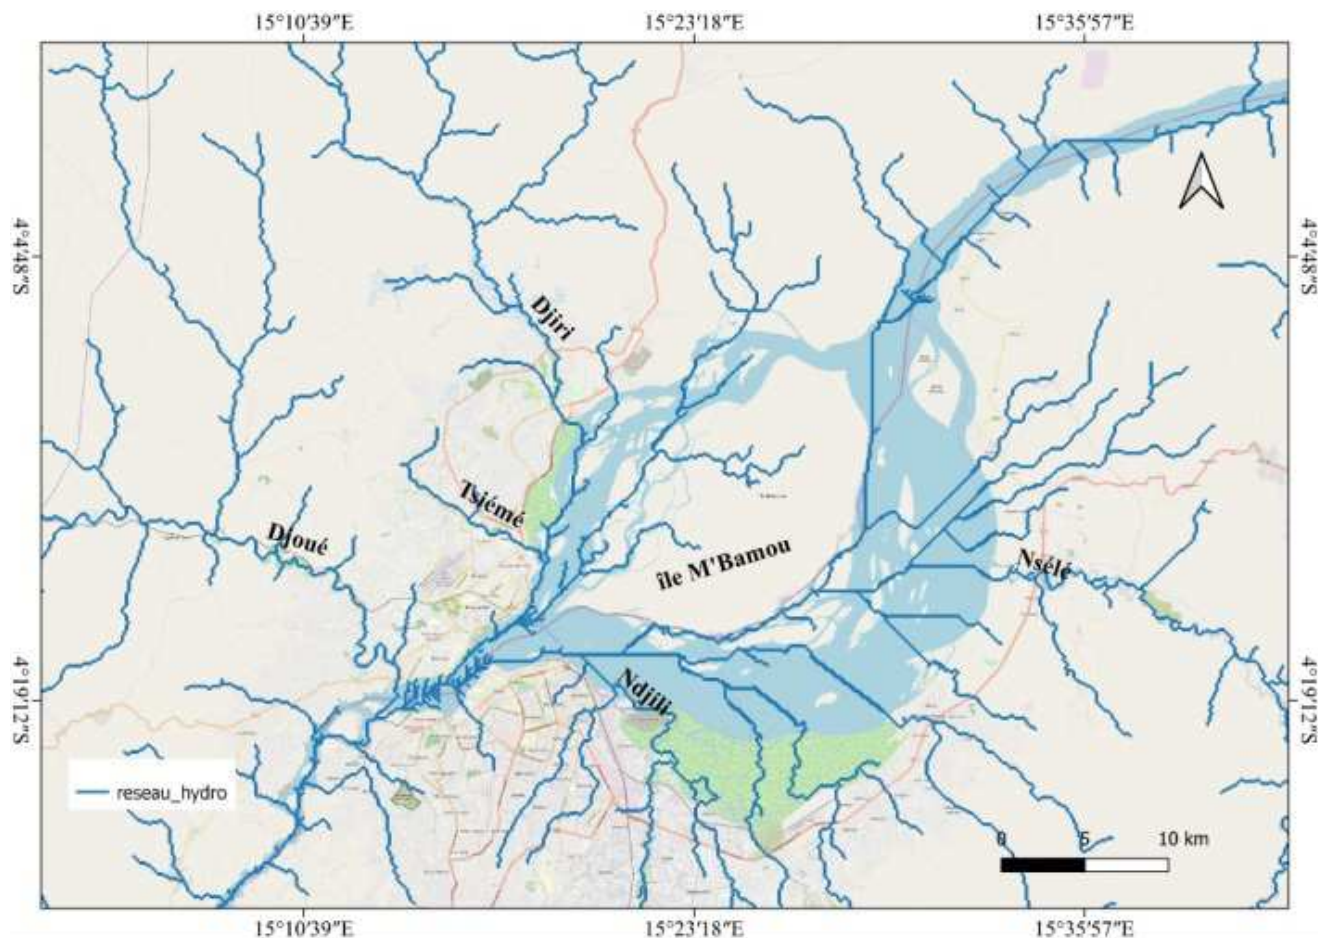 15°10'39"E
15°23'18"E
15°35'57"E
4°4'48"S
4°4'48"S
Djiri
Tsiémé
Djoué
île M'Bamou
Nsélé
Ndjili
4°19'12"S
4°19'12"S
reseau_hydro
0 5 10 km
15°10'39"E
15°23'18"E
15°35'57"E